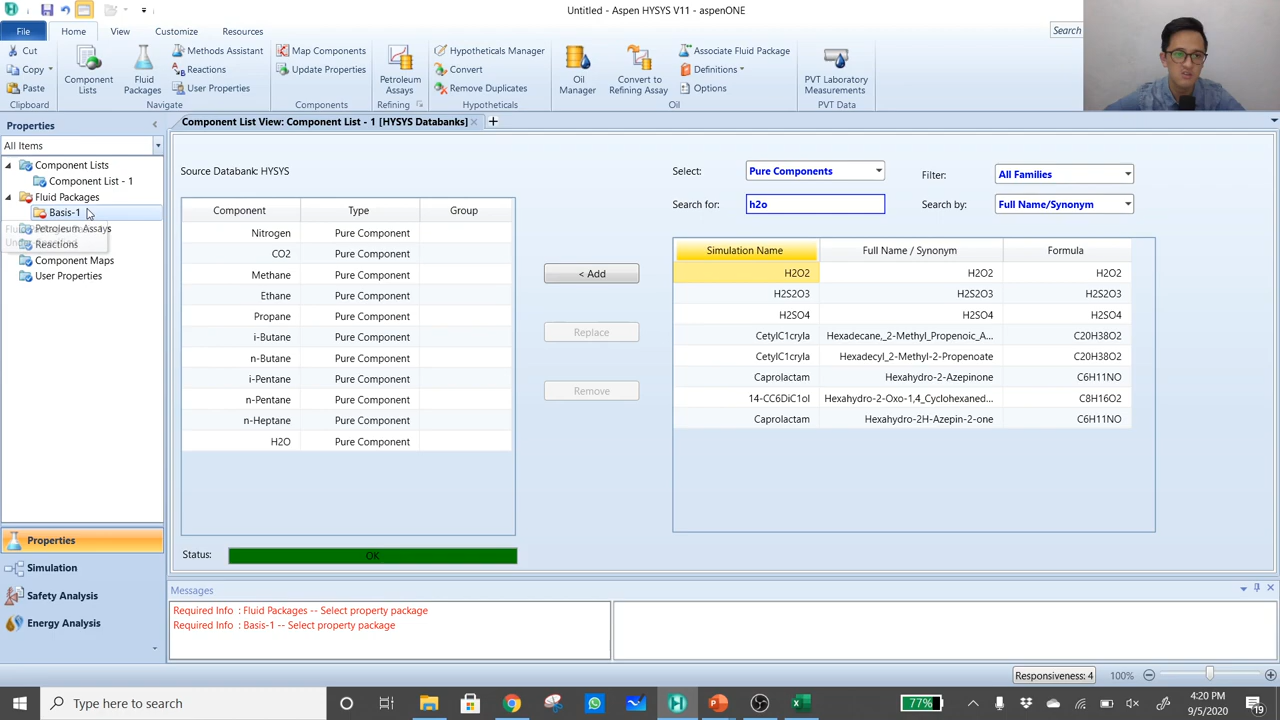 Untitled - Aspen HYSYS V11 - aspenONE
File
Home
View
Customize
Resources
Search
Cut
Copy
Paste
Clipboard
Component Lists
Fluid Packages
Methods Assistant
Reactions
User Properties
Navigate
Map Components
Update Properties
Components
Petroleum Assays
Refining
Hypotheticals Manager
Convert
Remove Duplicates
Hypotheticals
Oil Manager
Convert to Refining Assay
Associate Fluid Package
Definitions
Options
Oil
PVT Laboratory Measurements
PVT Data
Properties
All Items
Component Lists
Component List - 1
Fluid Packages
Basis-1
Petroleum Assays
Reactions
Component Maps
User Properties
Properties
Simulation
Safety Analysis
Energy Analysis
Component List View: Component List - 1 [HYSYS Databanks]
Source Databank: HYSYS
Component Type Group
Nitrogen Pure Component
CO2 Pure Component
Methane Pure Component
Ethane Pure Component
Propane Pure Component
i-Butane Pure Component
n-Butane Pure Component
i-Pentane Pure Component
n-Pentane Pure Component
n-Heptane Pure Component
H2O Pure Component
Status: OK
< Add
Replace
Remove
Select: Pure Components
Filter: All Families
Search for: h2o
Search by: Full Name/Synonym
Simulation Name Full Name / Synonym Formula
H2O2 H2O2 H2O2
H2S2O3 H2S2O3 H2S2O3
H2SO4 H2SO4 H2SO4
CetylC1cryla Hexadecane,_2-Methyl_Propenoic_A... C20H38O2
CetylC1cryla Hexadecyl_2-Methyl-2-Propenoate C20H38O2
Caprolactam Hexahydro-2-Azepinone C6H11NO
14-CC6DiC1ol Hexahydro-2-Oxo-1,4_Cyclohexaned... C8H16O2
Caprolactam Hexahydro-2H-Azepin-2-one C6H11NO
Messages
Required Info : Fluid Packages -- Select property package
Required Info : Basis-1 -- Select property package
Responsiveness: 4
100%
Type here to search
77%
4:20 PM
9/5/2020
19